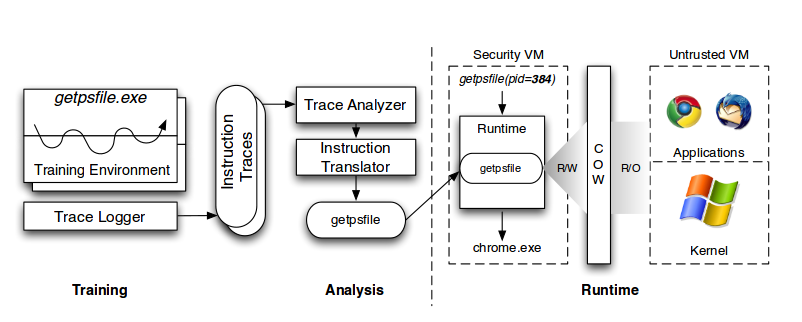 getpsfile.exe
Training Environment
Trace Logger
Instruction
Traces
Trace Analyzer
Instruction
Translator
getpsfile
Security VM
getpsfile(pid=384)
Runtime
getpsfile
chrome.exe
R/W
C
O
W
R/O
Untrusted VM
Applications
Kernel
Training
Analysis
Runtime